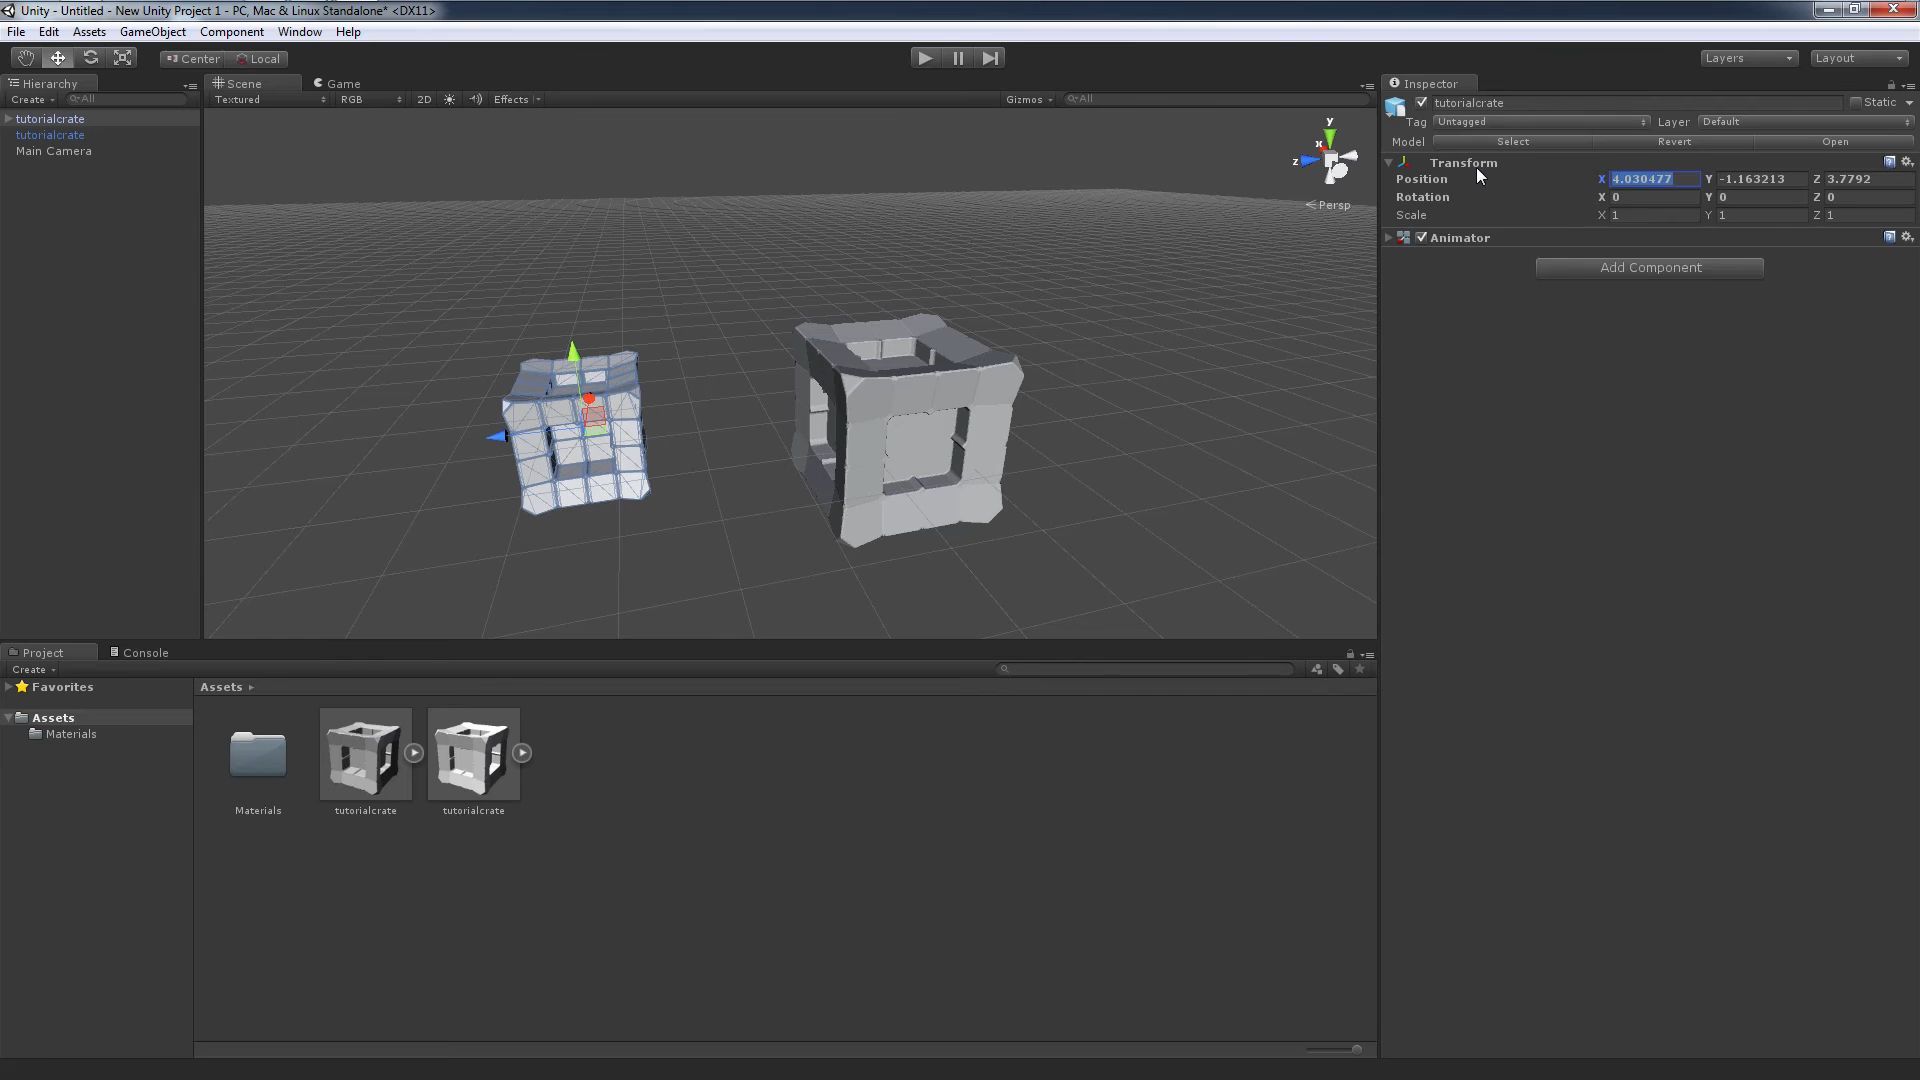 Unity - Untitled - New Unity Project 1 - PC, Mac & Linux Standalone* <DX11>
File Edit Assets GameObject Component Window Help
Center Local Layers Layout
Hierarchy
Create All
tutorialcrate
tutorialcrate
Main Camera
Scene Game
Textured RGB 2D Effects Gizmos All
y
x
z
Persp
Inspector
tutorialcrate Static
Tag Untagged Layer Default
Model Select Revert Open
Transform
Position X 4.030477 Y -1.163213 Z 3.7792
Rotation X 0 Y 0 Z 0
Scale X 1 Y 1 Z 1
Animator
Add Component
Project Console
Create
Favorites
Assets
Materials
Assets
Materials tutorialcrate tutorialcrate